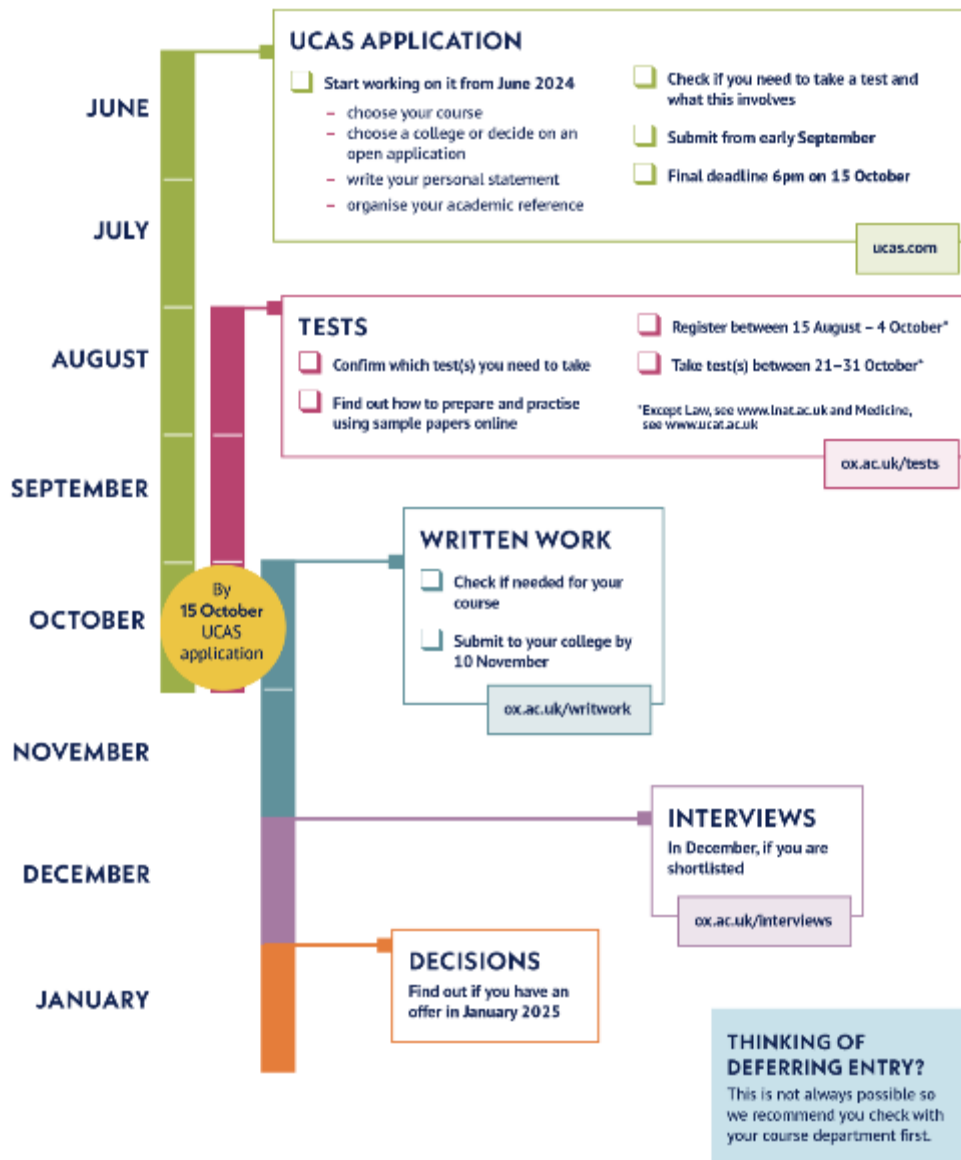 UCAS APPLICATION
Start working on it from June 2024
– choose your course
– choose a college or decide on an
open application
– write your personal statement
– organise your academic reference
Check if you need to take a test and
what this involves
Submit from early September
Final deadline 6pm on 15 October
ucas.com
JUNE
JULY
AUGUST
SEPTEMBER
OCTOBER
NOVEMBER
DECEMBER
JANUARY
TESTS
Confirm which test(s) you need to take
Find out how to prepare and practise
using sample papers online
Register between 15 August – 4 October*
Take test(s) between 21–31 October*
*Except Law, see www.lnat.ac.uk and Medicine,
see www.ucat.ac.uk
ox.ac.uk/tests
By
15 October
UCAS
application
WRITTEN WORK
Check if needed for your
course
Submit to your college by
10 November
ox.ac.uk/writwork
INTERVIEWS
In December, if you are
shortlisted
ox.ac.uk/interviews
DECISIONS
Find out if you have an
offer in January 2025
THINKING OF
DEFERRING ENTRY?
This is not always possible so
we recommend you check with
your course department first.